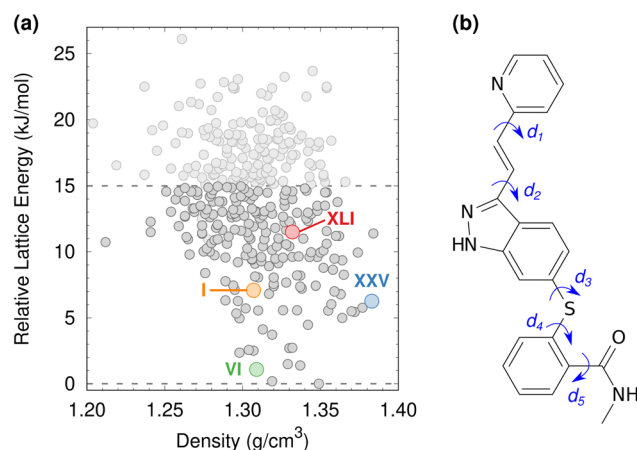 (a)
Relative Lattice Energy (kJ/mol)
25
20
15
10
5
0
1.20
1.25
1.30
1.35
1.40
Density (g/cm³)
XLI
XXV
I
VI
(b)
N
d₁
d₂
N
HN
d₃
S
d₄
O
d₅
NH